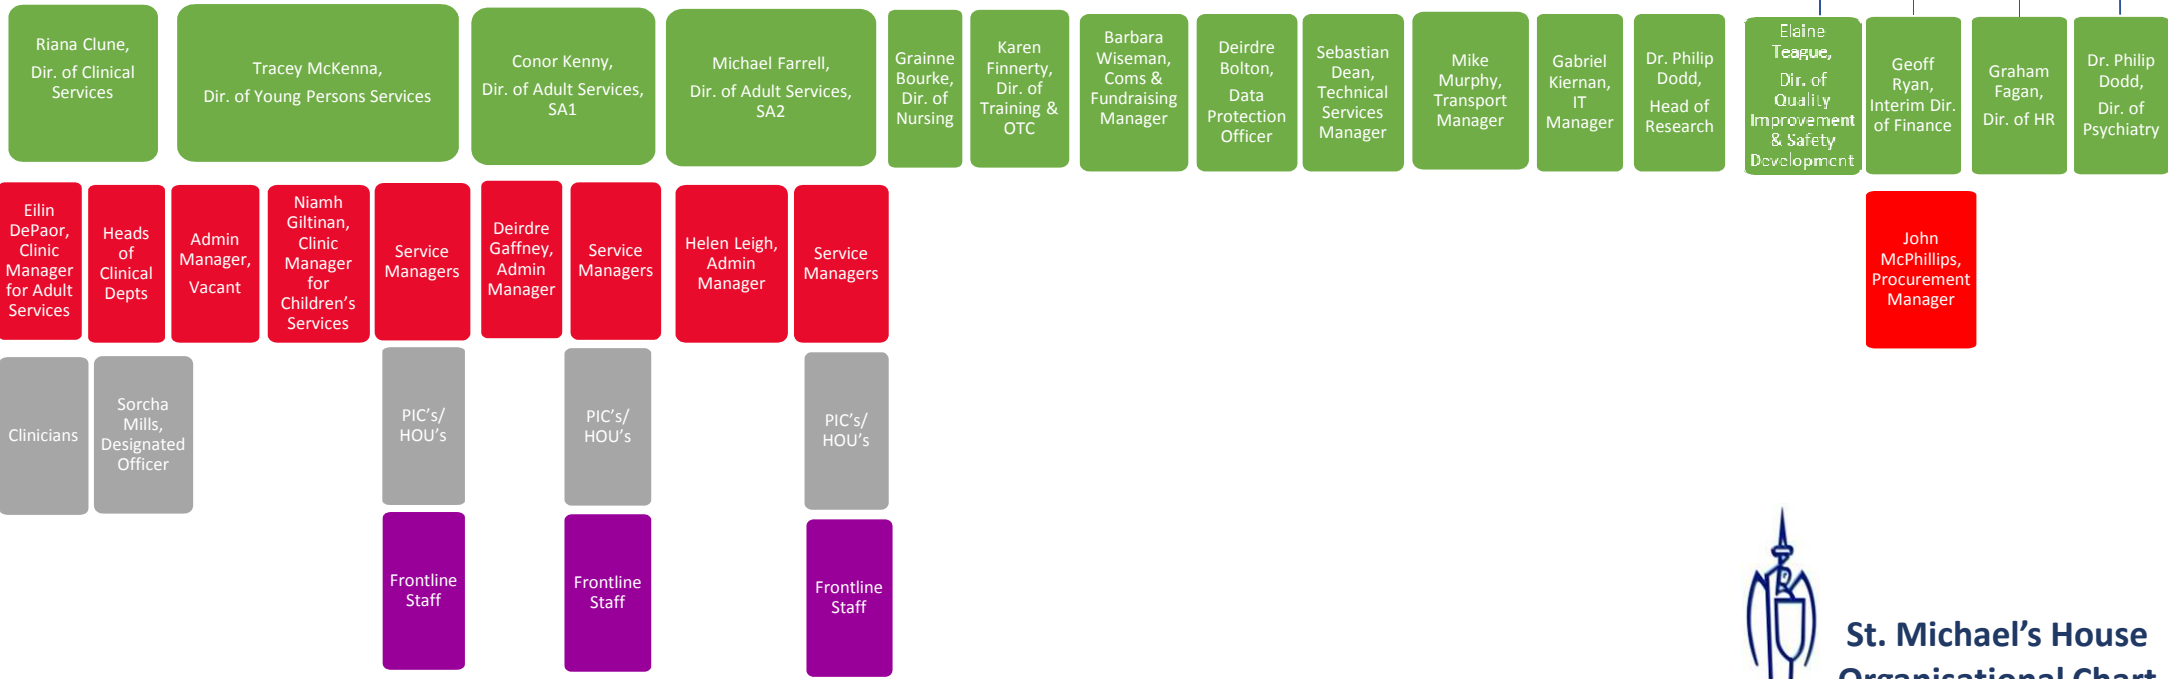 Riana Clune,
Dir. of Clinical
Services
Tracey McKenna,
Dir. of Young Persons Services
Conor Kenny,
Dir. of Adult Services,
SA1
Michael Farrell,
Dir. of Adult Services,
SA2
Grainne
Bourke,
Dir. of
Nursing
Karen
Finnerty,
Dir. of
Training &
OTC
Barbara
Wiseman,
Coms &
Fundraising
Manager
Deirdre
Bolton,
Data
Protection
Officer
Sebastian
Dean,
Technical
Services
Manager
Mike
Murphy,
Transport
Manager
Gabriel
Kiernan,
IT
Manager
Dr. Philip
Dodd,
Head of
Research
Elaine
Teague,
Dir. of
Quality
Improvement
& Safety
Development
Geoff
Ryan,
Interim Dir.
of Finance
Graham
Fagan,
Dir. of HR
Dr. Philip
Dodd,
Dir. of
Psychiatry
Eilin
DePaor,
Clinic
Manager
for Adult
Services
Heads
of
Clinical
Depts
Admin
Manager,
Vacant
Niamh
Giltinan,
Clinic
Manager
for
Children’s
Services
Service
Managers
Deirdre
Gaffney,
Admin
Manager
Service
Managers
Helen Leigh,
Admin
Manager
Service
Managers
John
McPhillips,
Procurement
Manager
Clinicians
Sorcha
Mills,
Designated
Officer
PIC’s/
HOU’s
PIC’s/
HOU’s
PIC’s/
HOU’s
Frontline
Staff
Frontline
Staff
Frontline
Staff
St. Michael’s House
Organisational Chart